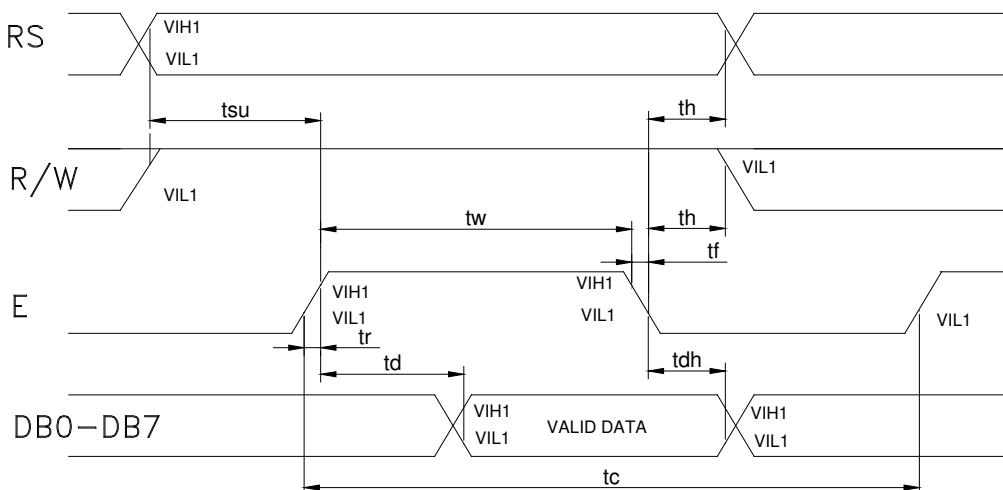 RS
VIH1
VIL1
tsu
th
R/W
VIL1
VIL1
tw
th
tf
E
VIH1
VIL1
VIH1
VIL1
VIL1
tr
td
tdh
DB0-DB7
VIH1
VIL1
VALID DATA
VIH1
VIL1
tc